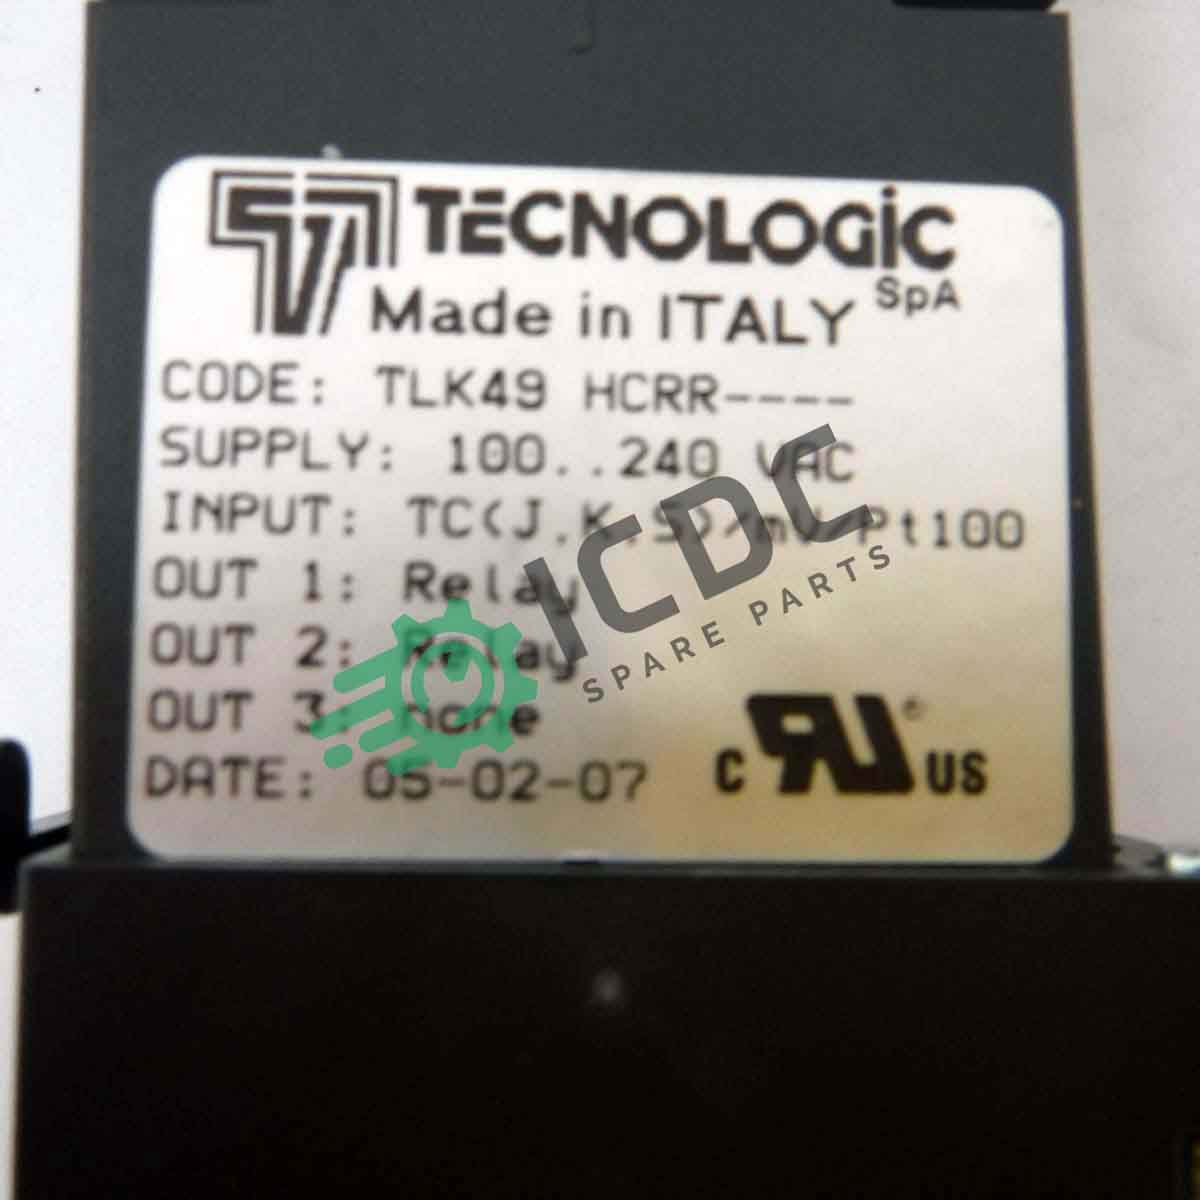 TECNOLOGIC
SpA
Made in ITALY
CODE: TLK49 HCRR----
SUPPLY: 100..240 VAC
INPUT: TC(J,K,S)/mV/Pt100
OUT 1: Relay
OUT 2: Relay
OUT 3: none
DATE: 05-02-07
C RU ® US
ICDC
SPARE PARTS